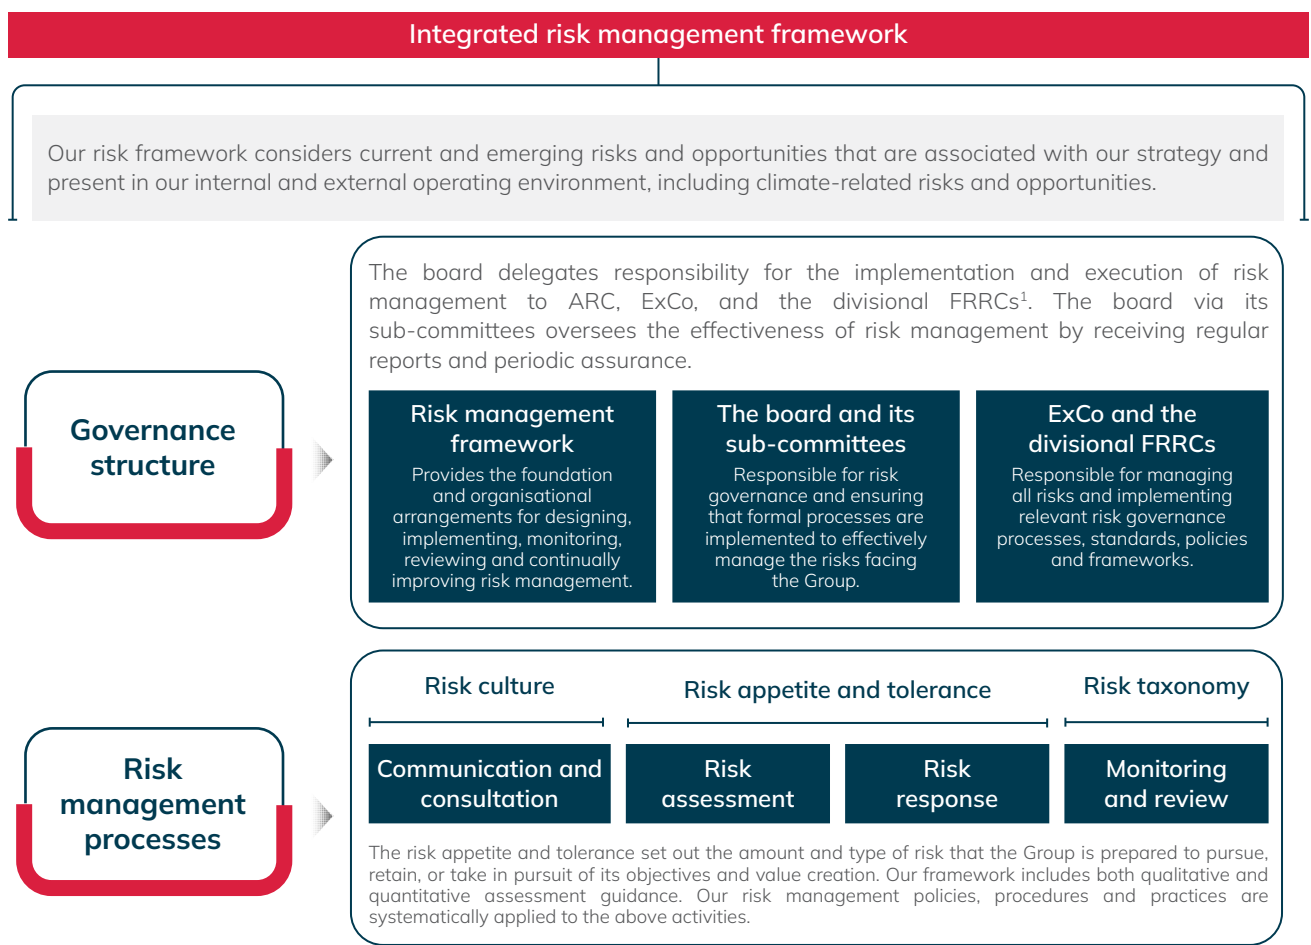 Integrated risk management framework
Our risk framework considers current and emerging risks and opportunities that are associated with our strategy and
present in our internal and external operating environment, including climate-related risks and opportunities.
Governance
structure
The board delegates responsibility for the implementation and execution of risk
management to ARC, ExCo, and the divisional FRRCs¹. The board via its
sub-committees oversees the effectiveness of risk management by receiving regular
reports and periodic assurance.
Risk management
framework
Provides the foundation
and organisational
arrangements for designing,
implementing, monitoring,
reviewing and continually
improving risk management.
The board and its
sub-committees
Responsible for risk
governance and ensuring
that formal processes are
implemented to effectively
manage the risks facing
the Group.
ExCo and the
divisional FRRCs
Responsible for managing
all risks and implementing
relevant risk governance
processes, standards, policies
and frameworks.
Risk
management
processes
Risk culture
Risk appetite and tolerance
Risk taxonomy
Communication and
consultation
Risk
assessment
Risk
response
Monitoring
and review
The risk appetite and tolerance set out the amount and type of risk that the Group is prepared to pursue,
retain, or take in pursuit of its objectives and value creation. Our framework includes both qualitative and
quantitative assessment guidance. Our risk management policies, procedures and practices are
systematically applied to the above activities.